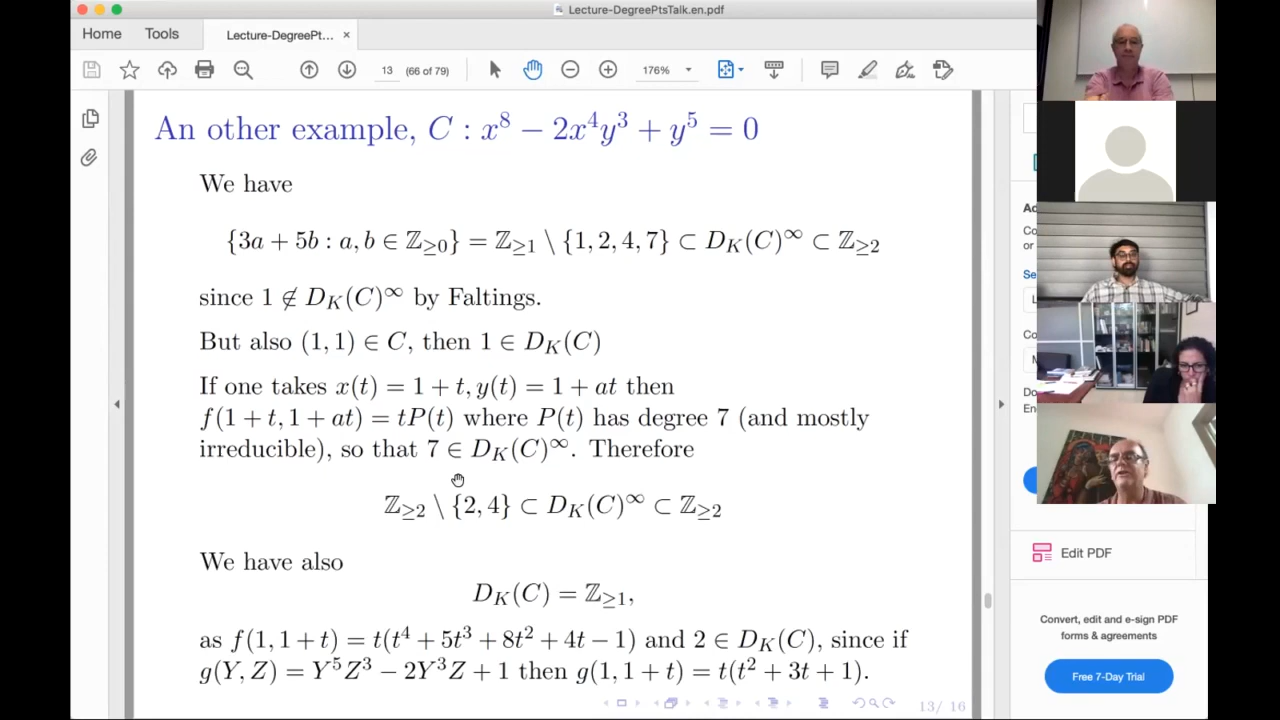 Lecture-DegreePtsTalk.en.pdf
Home Tools Lecture-DegreePt... ×
13 (66 of 79) 176%
An other example, C : x⁸ − 2x⁴y³ + y⁵ = 0
We have
{3a + 5b : a, b ∈ ℤ≥0} = ℤ≥1 \ {1, 2, 4, 7} ⊂ D_K(C)^∞ ⊂ ℤ≥2
since 1 ∉ D_K(C)^∞ by Faltings.
But also (1, 1) ∈ C, then 1 ∈ D_K(C)
If one takes x(t) = 1 + t, y(t) = 1 + at then
f(1 + t, 1 + at) = tP(t) where P(t) has degree 7 (and mostly
irreducible), so that 7 ∈ D_K(C)^∞. Therefore
ℤ≥2 \ {2, 4} ⊂ D_K(C)^∞ ⊂ ℤ≥2
We have also
D_K(C) = ℤ≥1,
as f(1, 1 + t) = t(t⁴ + 5t³ + 8t² + 4t − 1) and 2 ∈ D_K(C), since if
g(Y, Z) = Y⁵Z³ − 2Y³Z + 1 then g(1, 1 + t) = t(t² + 3t + 1).
13/ 16
Edit PDF
Convert, edit and e-sign PDF
forms & agreements
Free 7-Day Trial